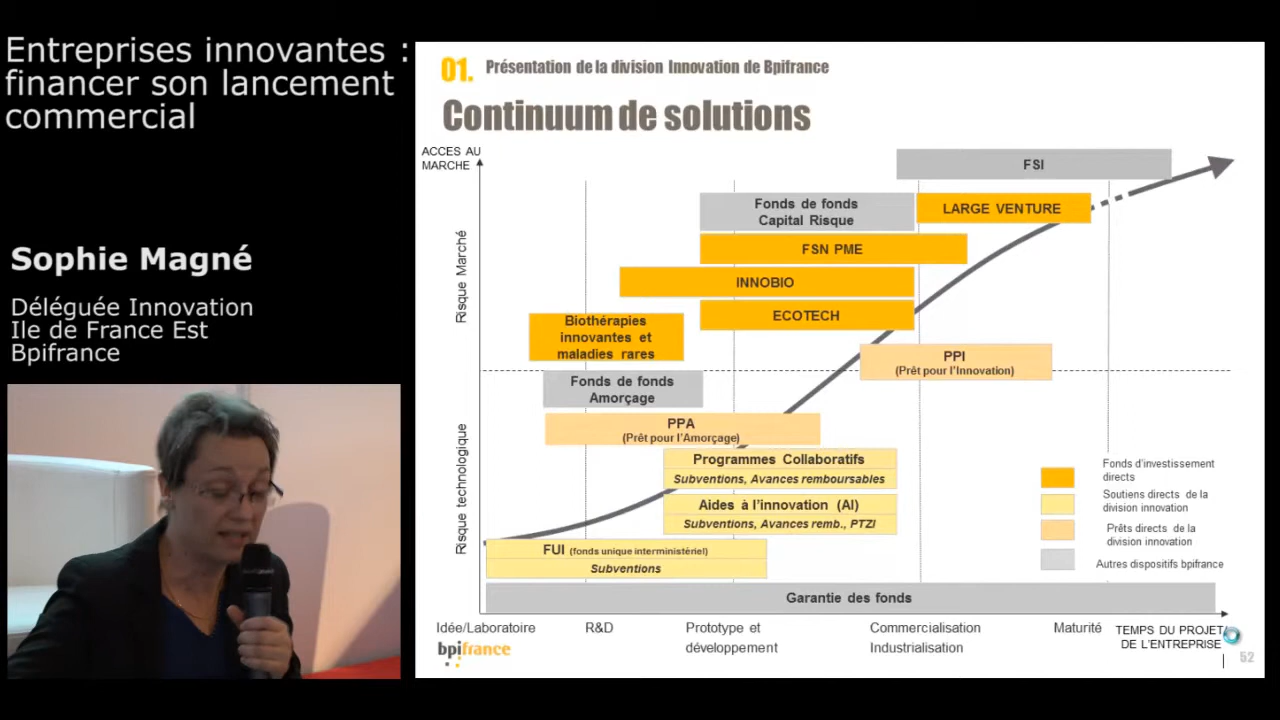 Entreprises innovantes :
financer son lancement
commercial
Sophie Magné
Déléguée Innovation
Ile de France Est
Bpifrance
01. Présentation de la division Innovation de Bpifrance
Continuum de solutions
ACCES AU
MARCHE
Risque Marché
Risque technologique
FSI
Fonds de fonds
Capital Risque
LARGE VENTURE
FSN PME
INNOBIO
ECOTECH
Biothérapies
innovantes et
maladies rares
PPI
(Prêt pour l'Innovation)
Fonds de fonds
Amorçage
PPA
(Prêt pour l'Amorçage)
Programmes Collaboratifs
Subventions, Avances remboursables
Aides à l'innovation (AI)
Subventions, Avances remb., PTZI
FUI (fonds unique interministériel)
Subventions
Garantie des fonds
Fonds d'investissement
directs
Soutiens directs de la
division innovation
Prêts directs de la
division innovation
Autres dispositifs bpifrance
Idée/Laboratoire
R&D
Prototype et
développement
Commercialisation
Industrialisation
Maturité
TEMPS DU PROJET/
DE L'ENTREPRISE
bpifrance
52